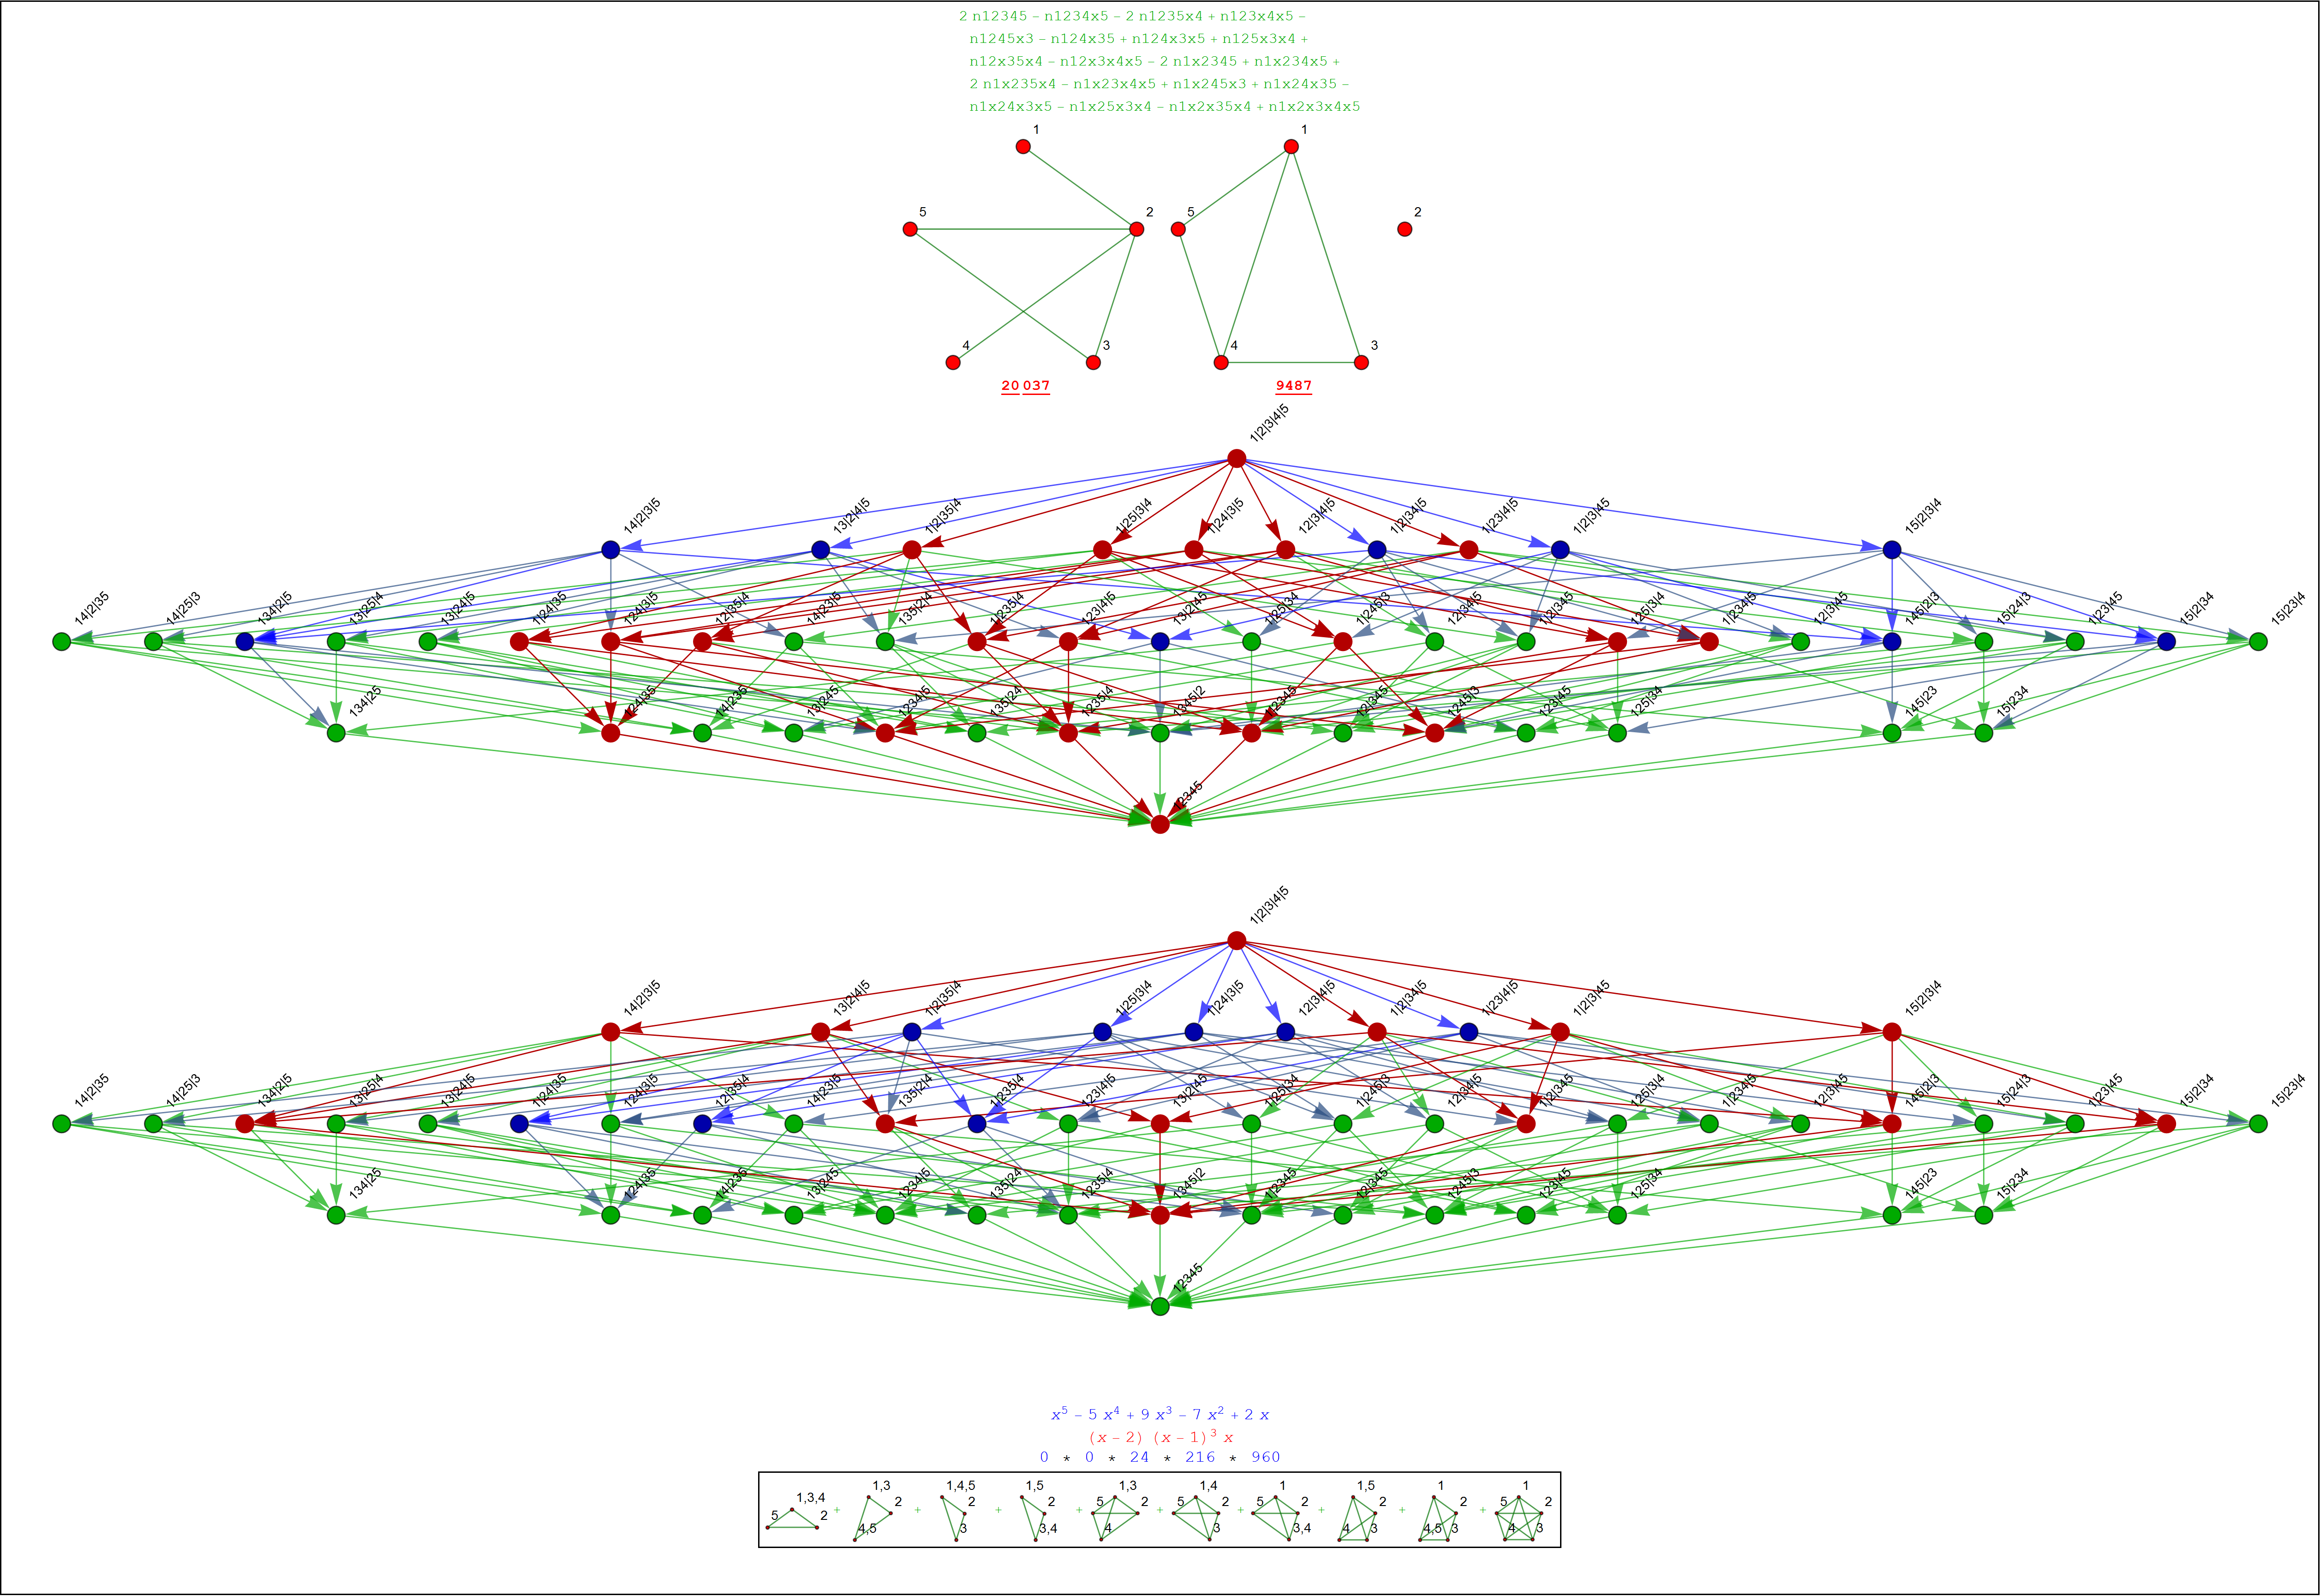 2 n12345 − n1234x5 − 2 n1235x4 + n123x4x5 −
n1245x3 − n124x35 + n124x3x5 + n125x3x4 +
n12x35x4 − n12x3x4x5 − 2 n1x2345 + n1x234x5 +
2 n1x235x4 − n1x23x4x5 + n1x245x3 + n1x24x35 −
n1x24x3x5 − n1x25x3x4 − n1x2x35x4 + n1x2x3x4x5
1 1
5 2 5 2
4 3 4 3
20 037 9487
1|2|3|4|5
14|2|3|5 13|2|4|5 1|2|35|4 1|25|3|4 1|24|3|5 12|3|4|5 1|2|34|5 1|23|4|5 1|2|3|45 15|2|3|4
14|2|35 14|25|3 134|2|5 13|25|4 13|24|5 1|24|35 124|3|5 12|35|4 14|23|5 135|2|4 1|235|4 123|4|5 13|2|45 1|25|34 1|245|3 12|34|5 1|2|345 125|3|4 1|234|5 12|3|45 145|2|3 15|24|3 1|23|45 15|2|34 15|23|4
134|25 124|35 14|235 13|245 1234|5 135|24 1235|4 1345|2 1|2345 12|345 1245|3 123|45 125|34 145|23 15|234
12345
1|2|3|4|5
14|2|3|5 13|2|4|5 1|2|35|4 1|25|3|4 1|24|3|5 12|3|4|5 1|2|34|5 1|23|4|5 1|2|3|45 15|2|3|4
14|2|35 14|25|3 134|2|5 13|25|4 13|24|5 1|24|35 124|3|5 12|35|4 14|23|5 135|2|4 1|235|4 123|4|5 13|2|45 1|25|34 1|245|3 12|34|5 1|2|345 125|3|4 1|234|5 12|3|45 145|2|3 15|24|3 1|23|45 15|2|34 15|23|4
134|25 124|35 14|235 13|245 1234|5 135|24 1235|4 1345|2 1|2345 12|345 1245|3 123|45 125|34 145|23 15|234
12345
x⁵ − 5 x⁴ + 9 x³ − 7 x² + 2 x
(x − 2) (x − 1)³ x
0 * 0 * 24 * 216 * 960
1,3,4 1,3 1,4,5 1,5 1,3 1,4 1 1,5 1 1
5 2 + 2 + 2 + 2 + 5 2 + 5 2 + 5 2 + 2 + 2 + 5 2
4,5 3 3,4 4 3 3,4 4 3 4,5 3 4 3